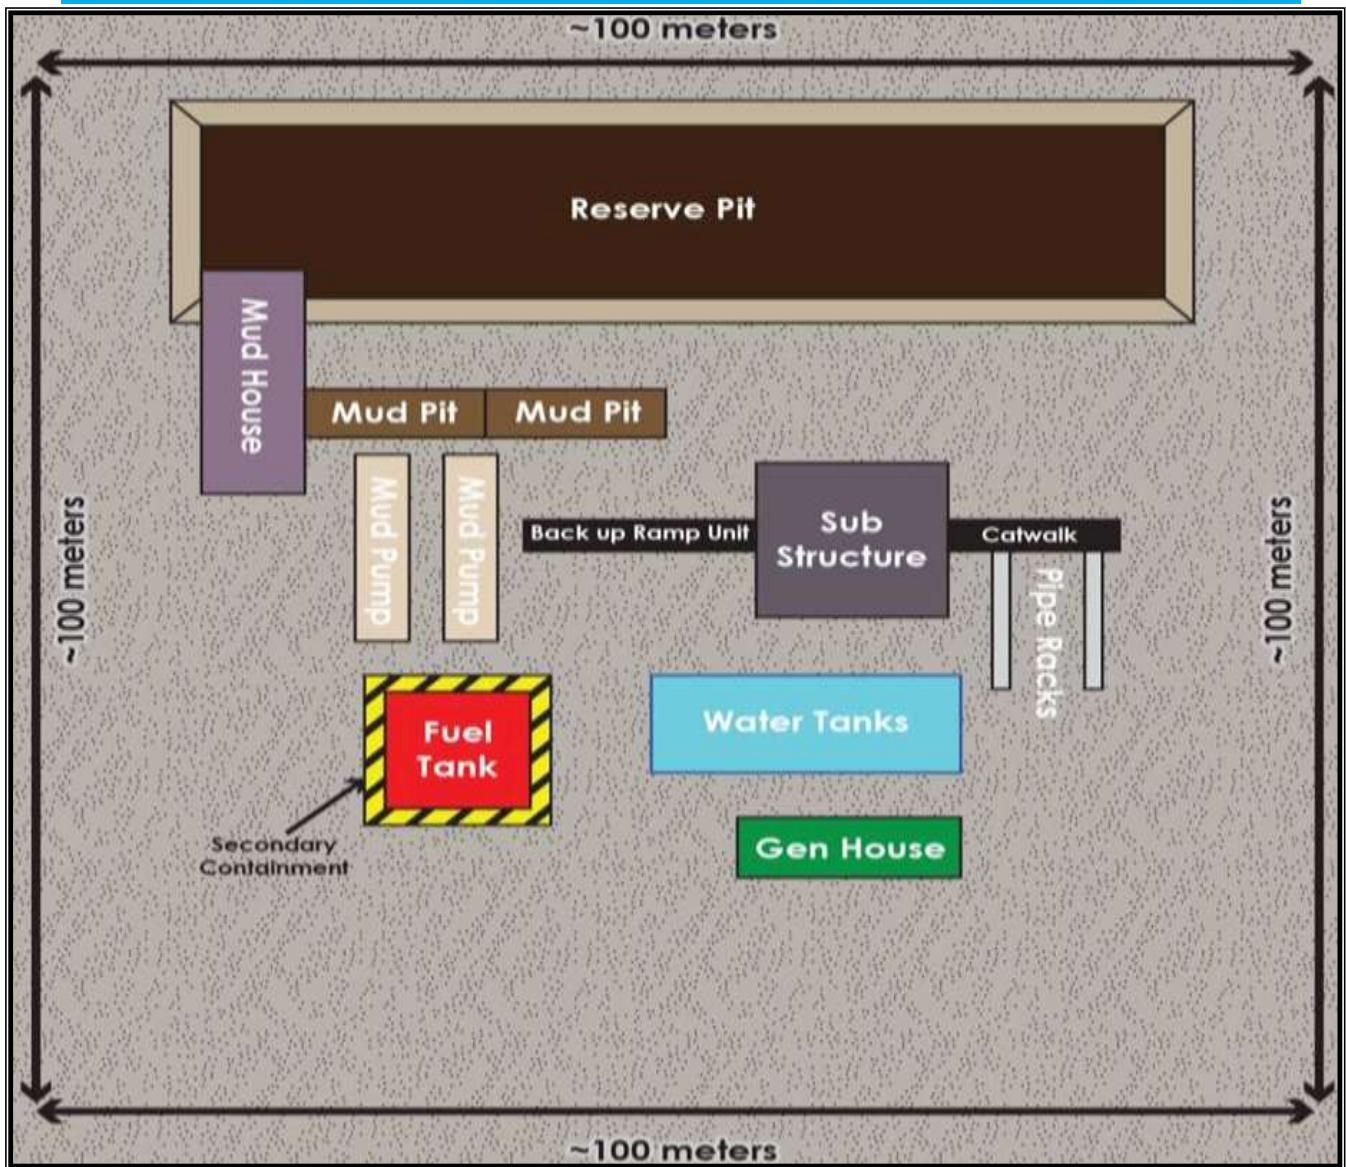 ~100 meters
Reserve Pit
Mud House
Mud Pit
Mud Pit
Mud Pump
Mud Pump
Back up Ramp Unit
Sub
Structure
Catwalk
Pipe Racks
~100 meters
~100 meters
Fuel
Tank
Water Tanks
Secondary
Containment
Gen House
~100 meters